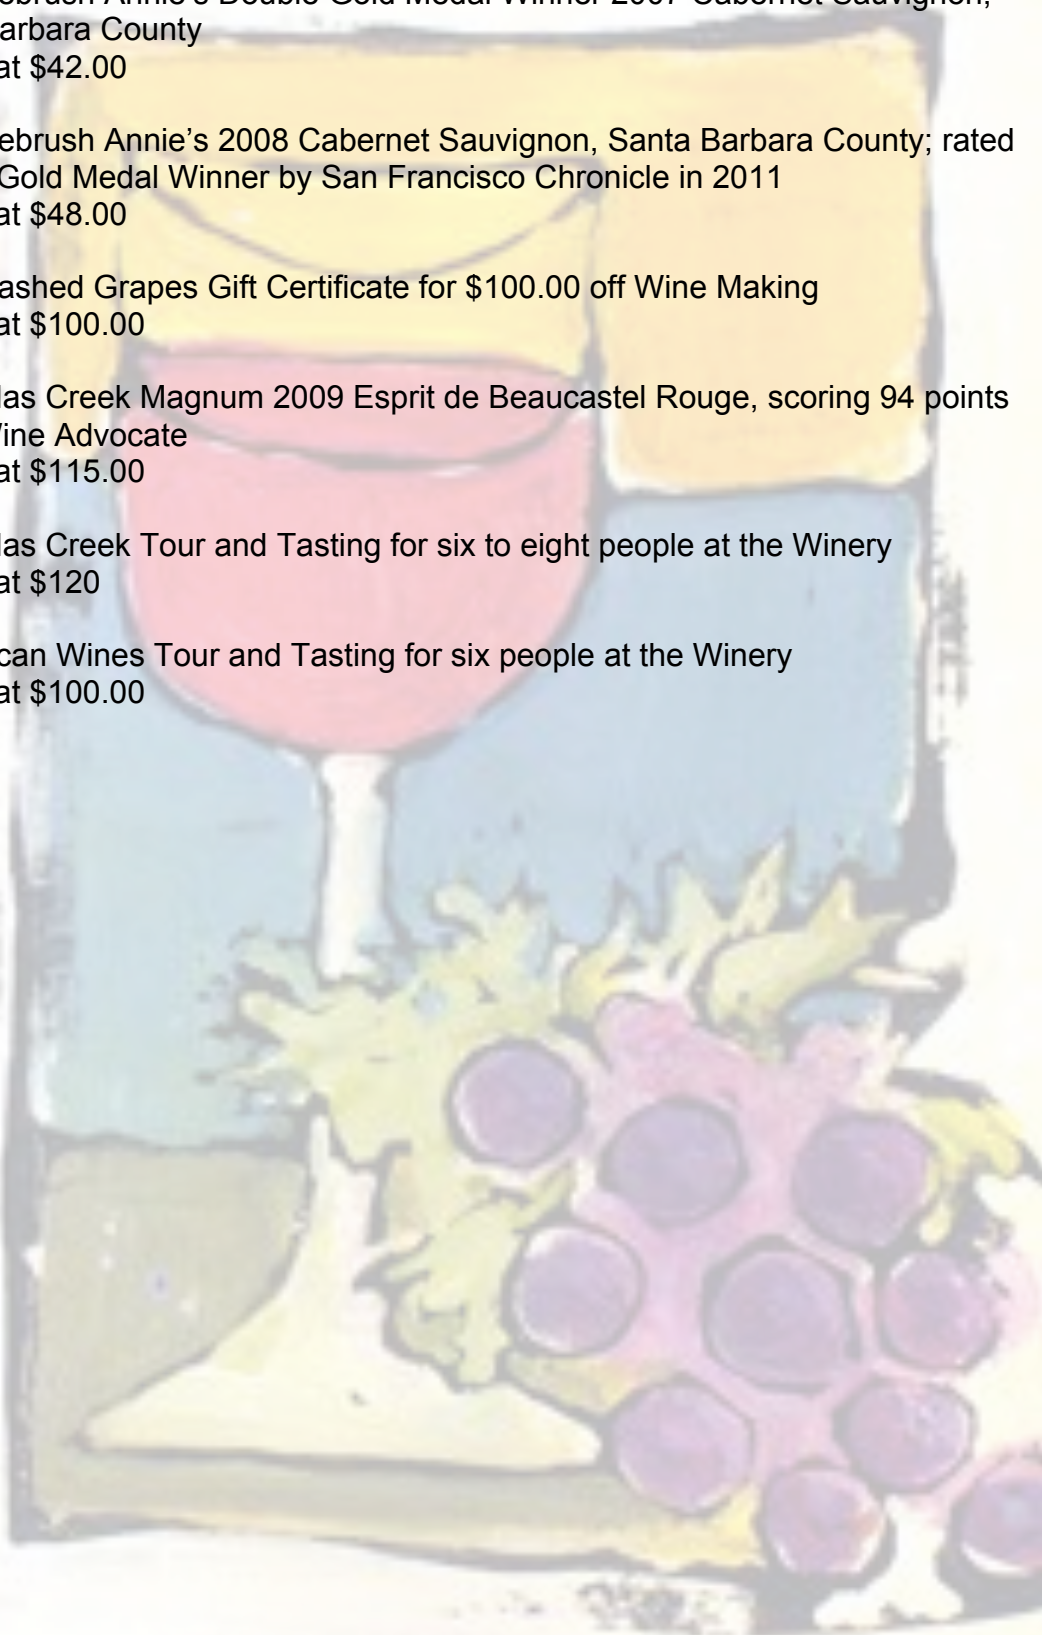 ebrush Annie's Double Gold Medal Winner 2007 Cabernet Sauvignon,
arbara County
at $42.00
ebrush Annie's 2008 Cabernet Sauvignon, Santa Barbara County; rated
Gold Medal Winner by San Francisco Chronicle in 2011
at $48.00
ashed Grapes Gift Certificate for $100.00 off Wine Making
at $100.00
las Creek Magnum 2009 Esprit de Beaucastel Rouge, scoring 94 points
Wine Advocate
at $115.00
las Creek Tour and Tasting for six to eight people at the Winery
at $120
can Wines Tour and Tasting for six people at the Winery
at $100.00